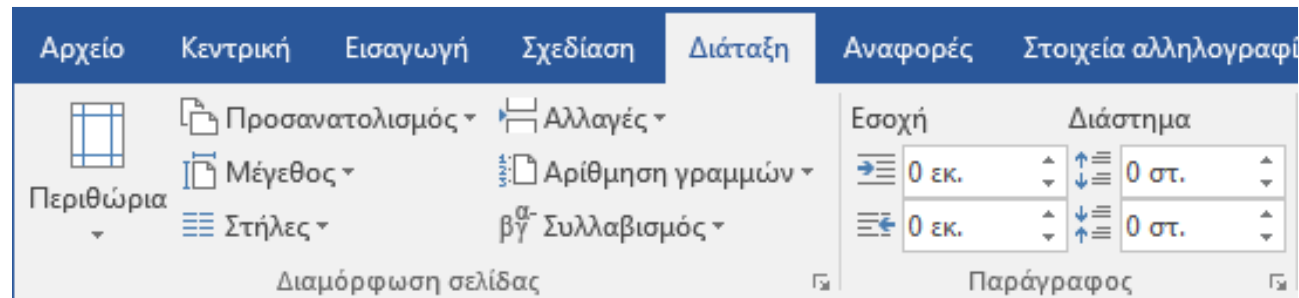 Αρχείο Κεντρική Εισαγωγή Σχεδίαση Διάταξη Αναφορές Στοιχεία αλληλογραφί
Περιθώρια
Προσανατολισμός
Μέγεθος
Στήλες
Αλλαγές
Αρίθμηση γραμμών
Συλλαβισμός
Διαμόρφωση σελίδας
Εσοχή Διάστημα
0 εκ. 0 στ.
0 εκ. 0 στ.
Παράγραφος